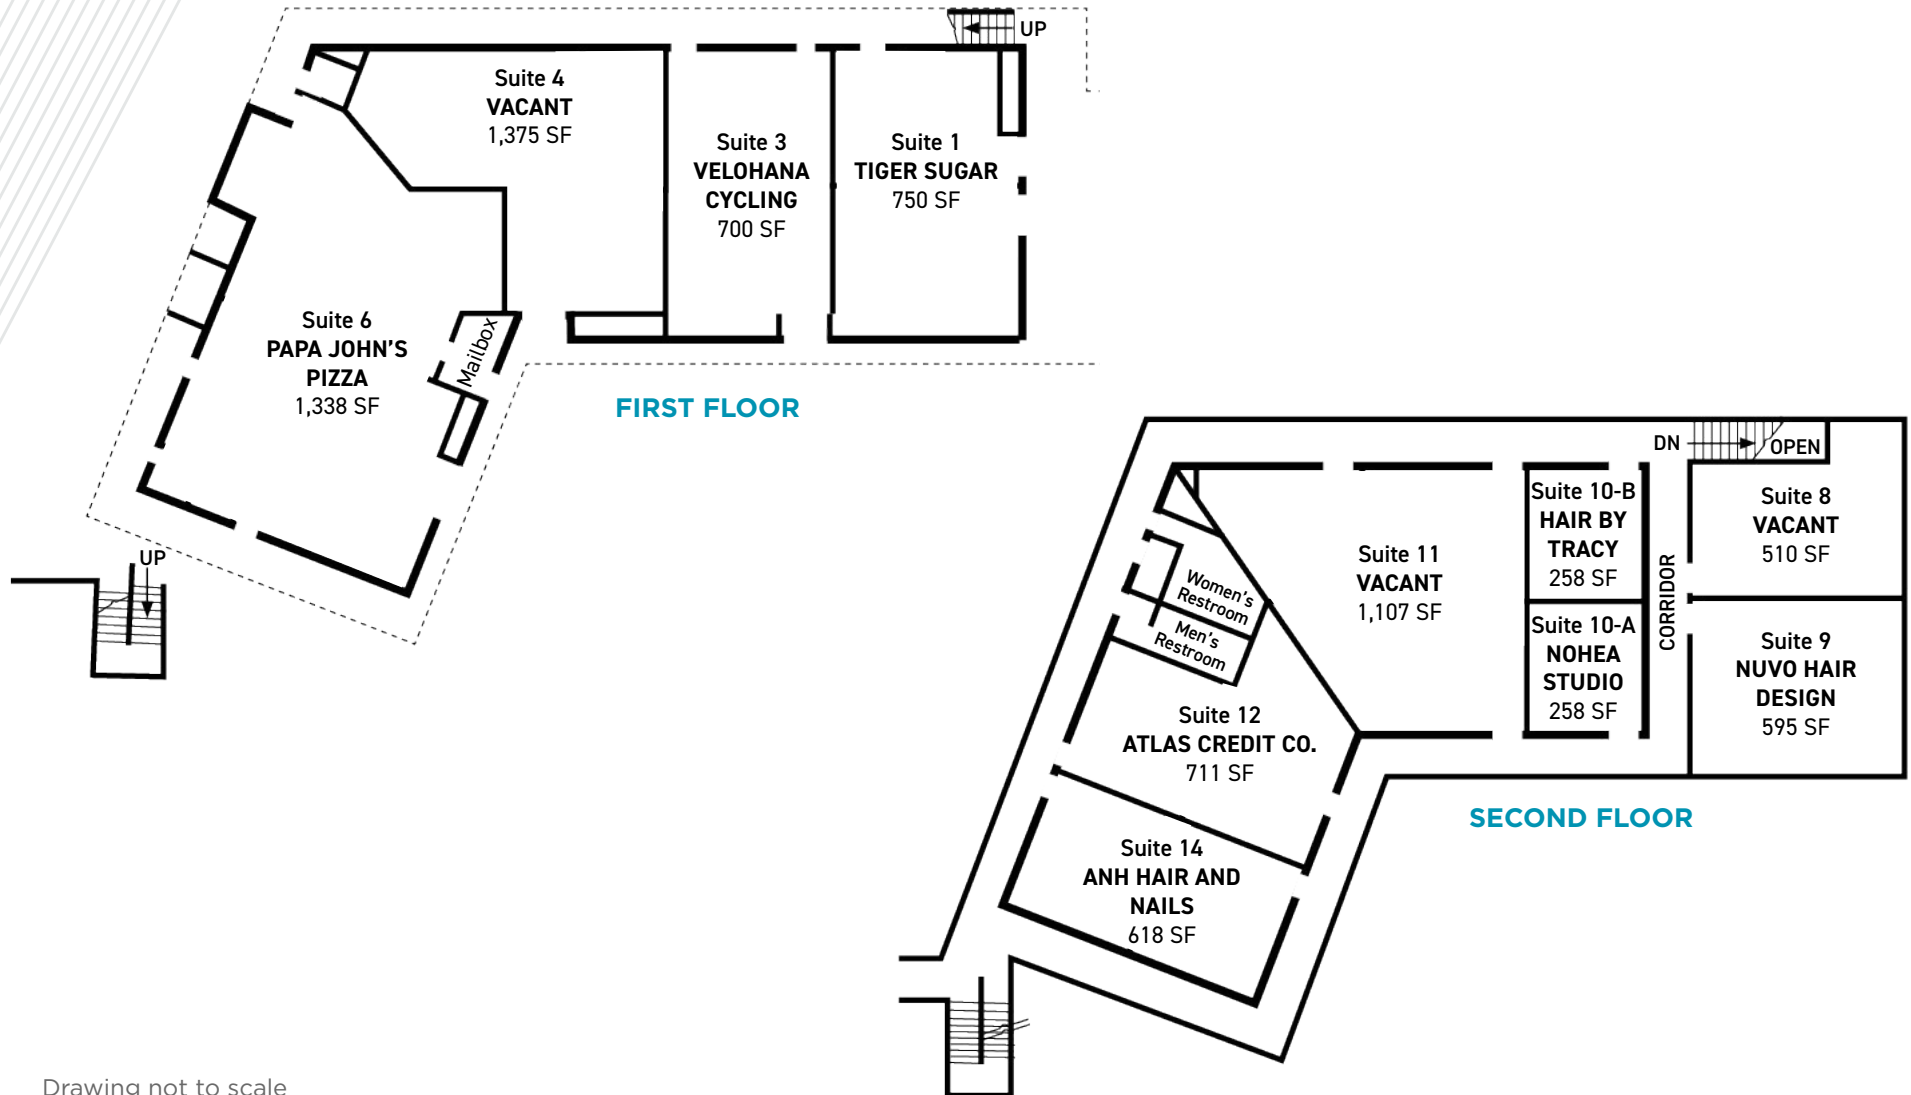 UP
Suite 4
VACANT
1,375 SF
Suite 3
VELOHANA
CYCLING
700 SF
Suite 1
TIGER SUGAR
750 SF
Suite 6
PAPA JOHN'S
PIZZA
1,338 SF
Mailbox
FIRST FLOOR
UP
DN
OPEN
Suite 10-B
HAIR BY
TRACY
258 SF
Suite 8
VACANT
510 SF
Suite 11
VACANT
1,107 SF
CORRIDOR
Women's
Restroom
Men's
Restroom
Suite 10-A
NOHEA
STUDIO
258 SF
Suite 9
NUVO HAIR
DESIGN
595 SF
Suite 12
ATLAS CREDIT CO.
711 SF
SECOND FLOOR
Suite 14
ANH HAIR AND
NAILS
618 SF
Drawing not to scale